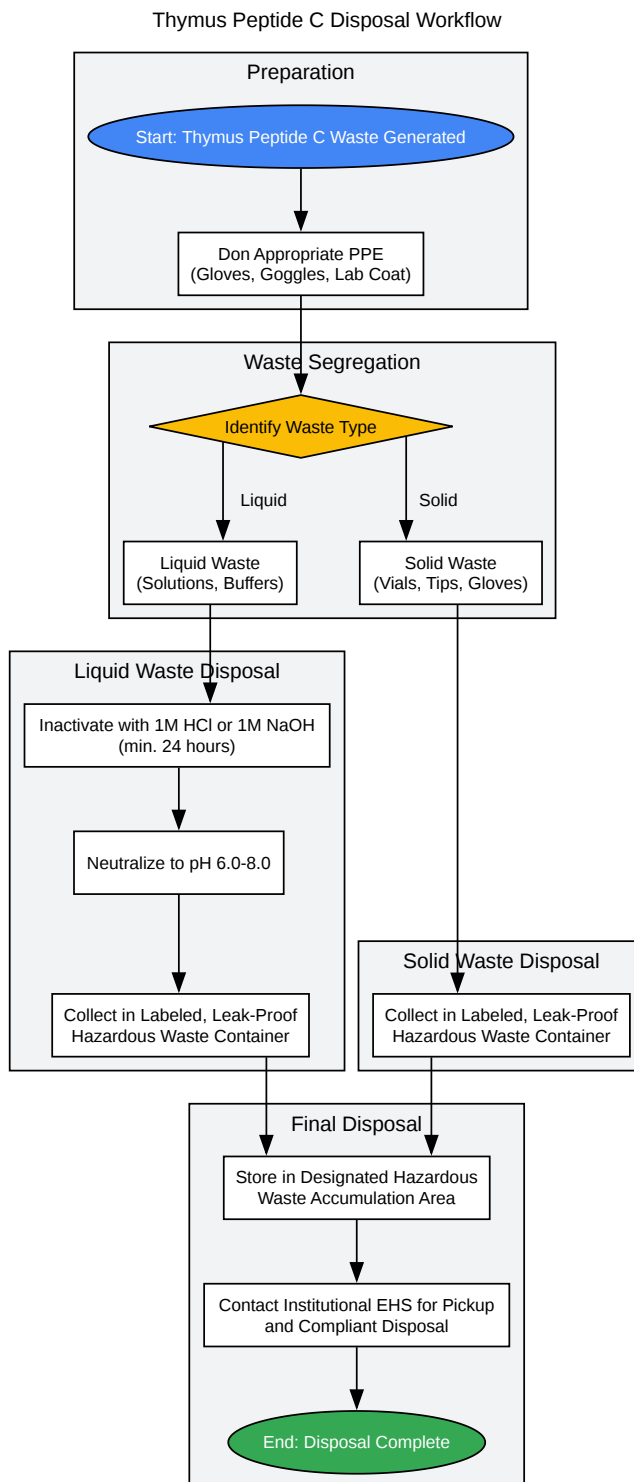 Thymus Peptide C Disposal Workflow
Preparation
Start: Thymus Peptide C Waste Generated
Don Appropriate PPE
(Gloves, Goggles, Lab Coat)
Waste Segregation
Identify Waste Type
Liquid
Solid
Liquid Waste
(Solutions, Buffers)
Solid Waste
(Vials, Tips, Gloves)
Liquid Waste Disposal
Inactivate with 1M HCl or 1M NaOH
(min. 24 hours)
Neutralize to pH 6.0-8.0
Collect in Labeled, Leak-Proof
Hazardous Waste Container
Solid Waste Disposal
Collect in Labeled, Leak-Proof
Hazardous Waste Container
Final Disposal
Store in Designated Hazardous
Waste Accumulation Area
Contact Institutional EHS for Pickup
and Compliant Disposal
End: Disposal Complete